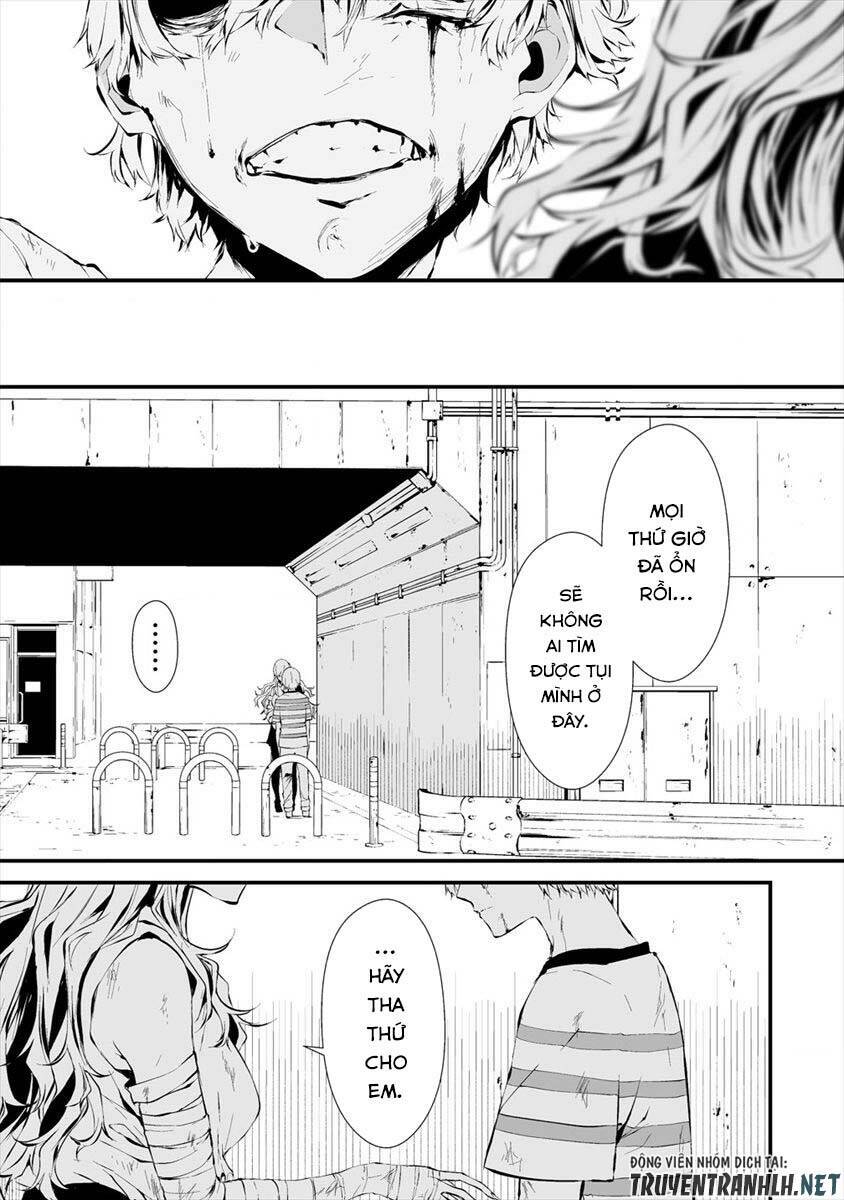 MỌI
THỨ GIỜ
ĐÃ ỔN
RỒI...
SẼ
KHÔNG
AI TÌM
ĐƯỢC TỤI
MÌNH Ở
ĐÂY.
.....
...
HÃY
THA
THỨ
CHO
EM.
ĐỘNG VIÊN NHÓM DỊCH TẠI:
TRUYENTRANHLH.NET